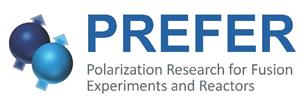 PREFER
Polarization Research for Fusion
Experiments and Reactors